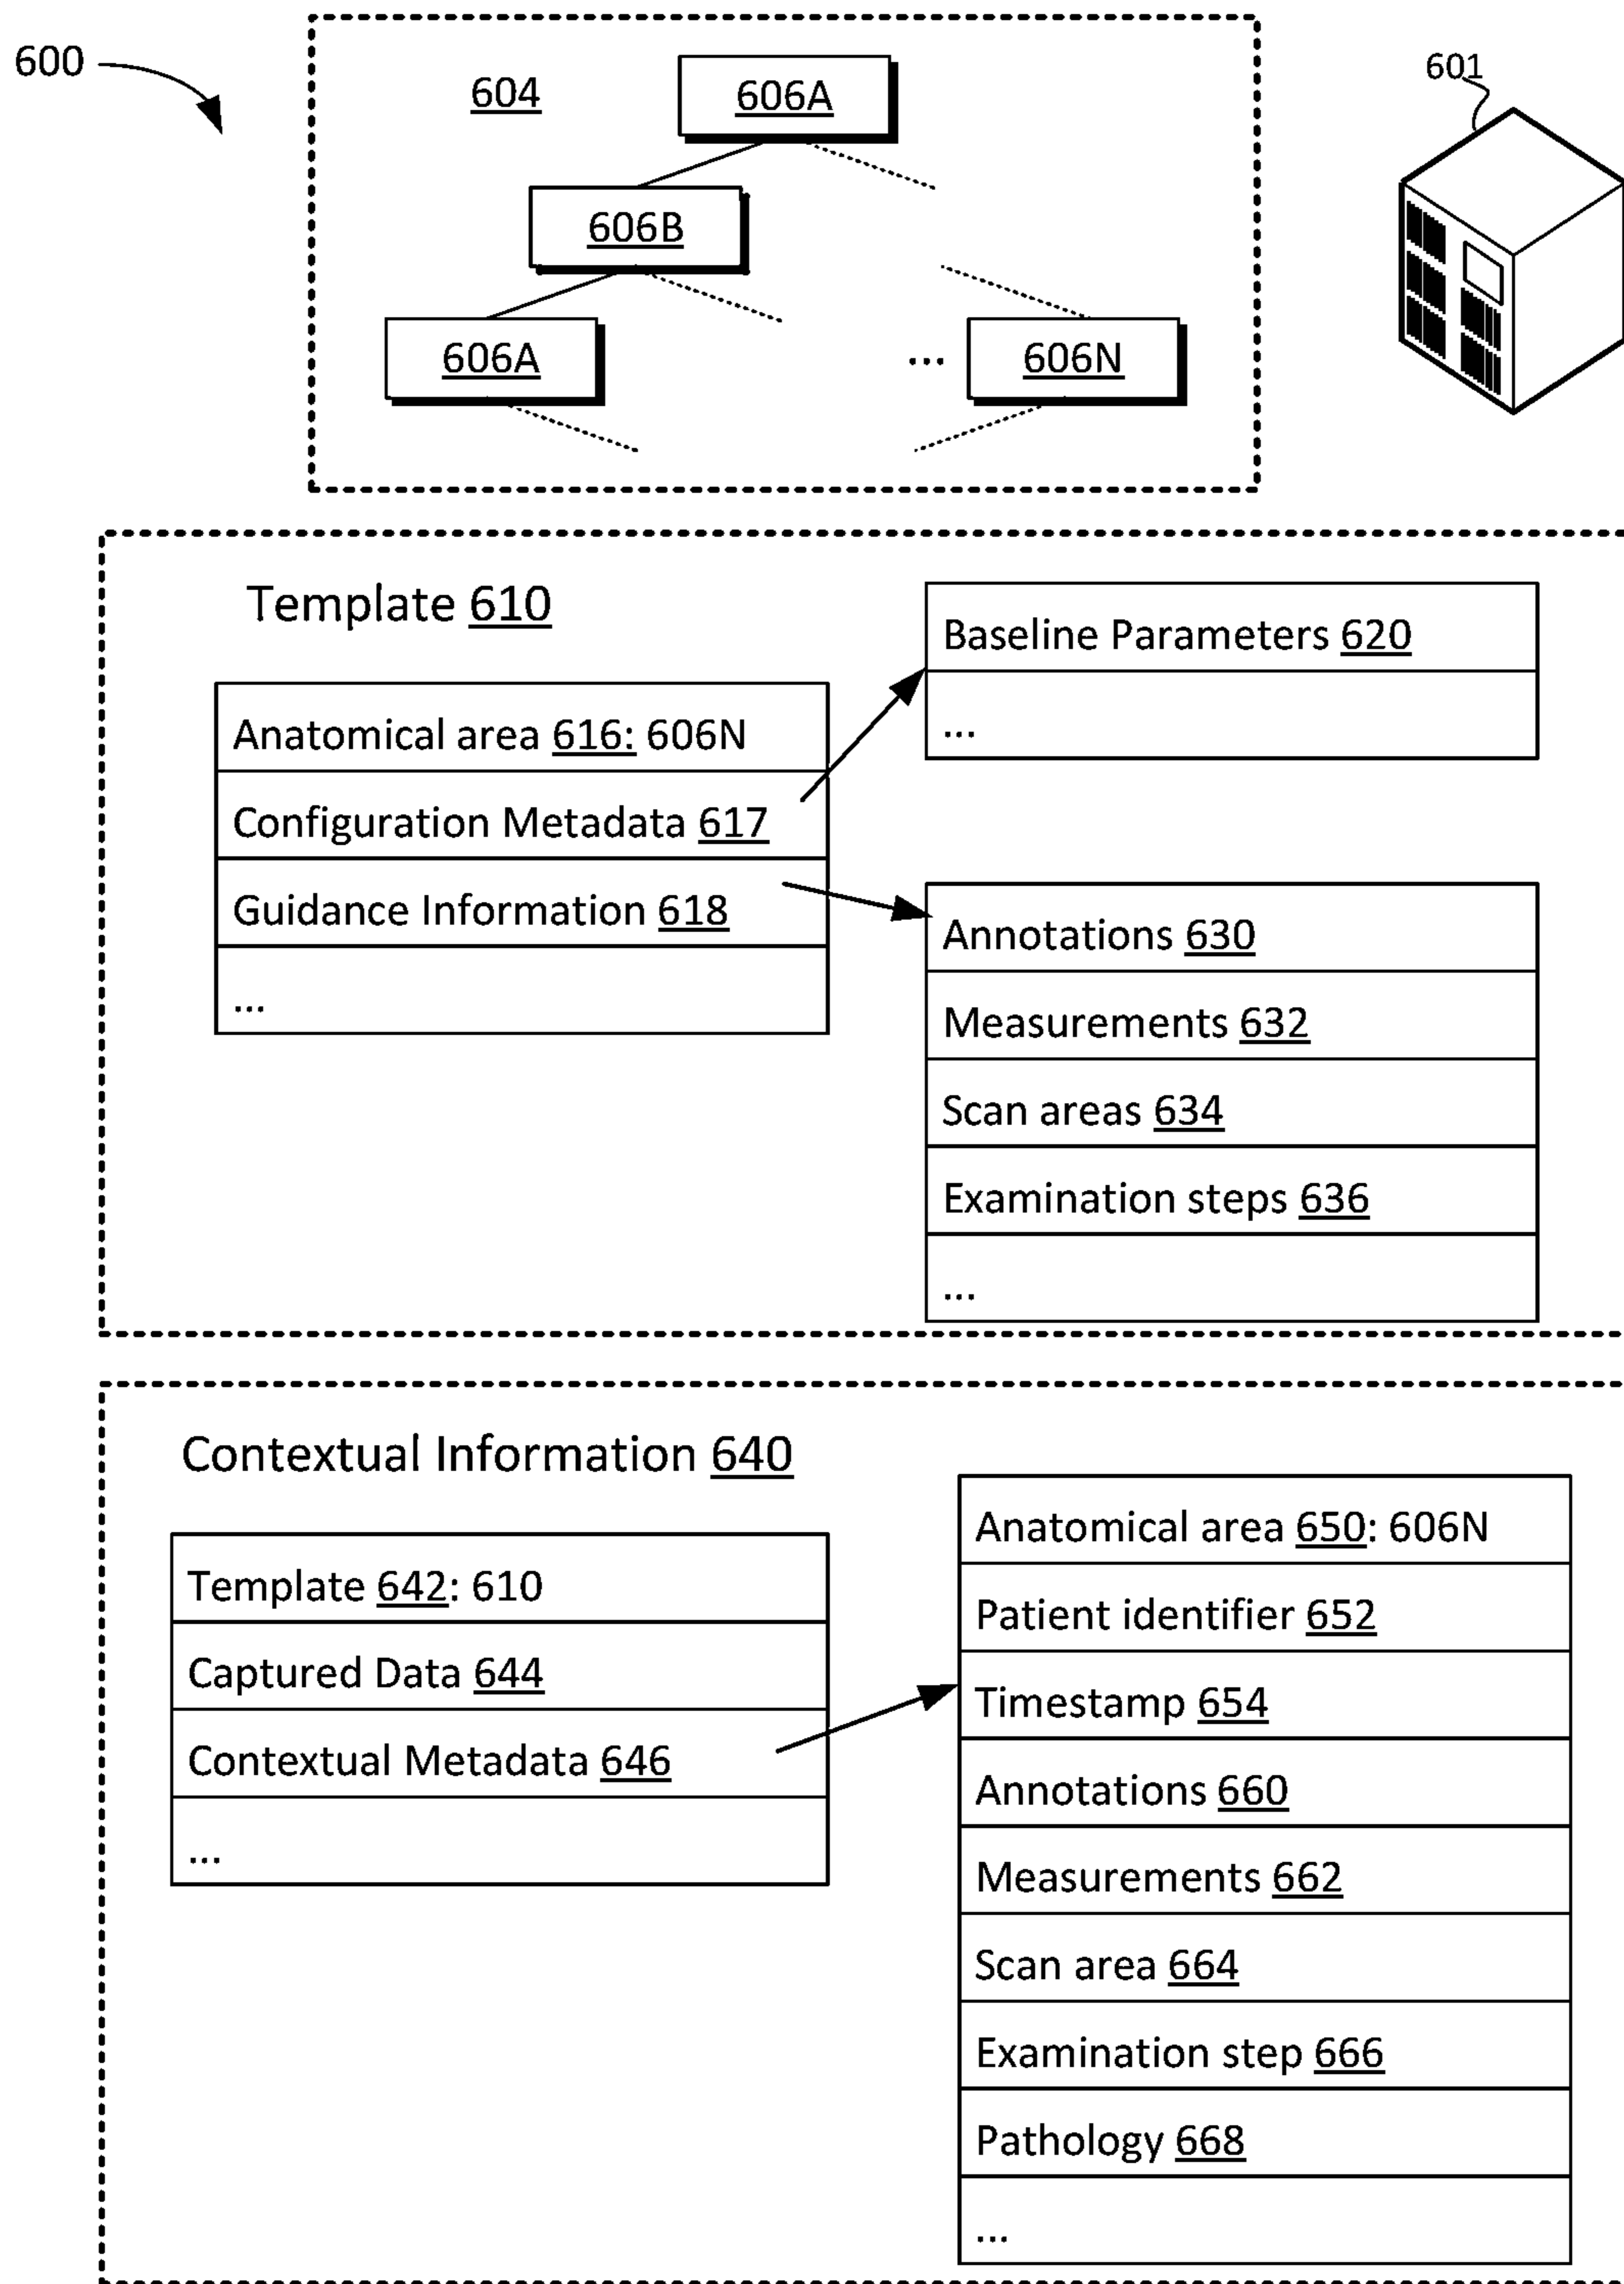 600
604
606A
601
606B
606A
...
606N
Template 610
Baseline Parameters 620
...
Anatomical area 616: 606N
Configuration Metadata 617
Guidance Information 618
...
Annotations 630
Measurements 632
Scan areas 634
Examination steps 636
...
Contextual Information 640
Template 642: 610
Captured Data 644
Contextual Metadata 646
...
Anatomical area 650: 606N
Patient identifier 652
Timestamp 654
Annotations 660
Measurements 662
Scan area 664
Examination step 666
Pathology 668
...